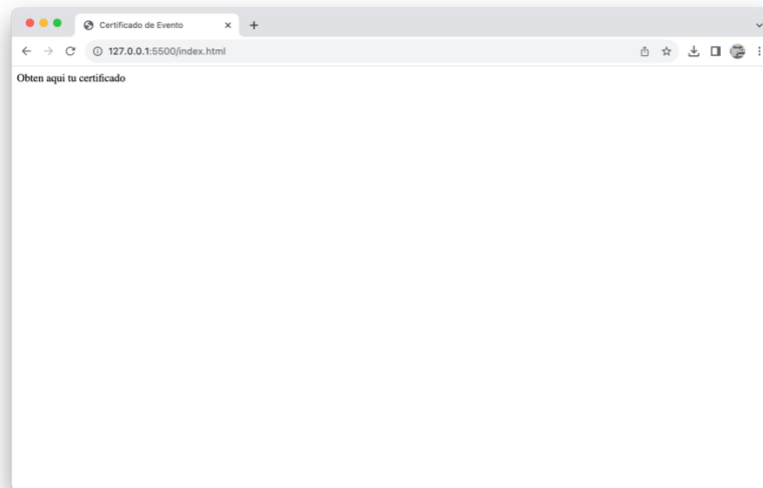 Certificado de Evento
127.0.0.1:5500/index.html
Obten aqui tu certificado